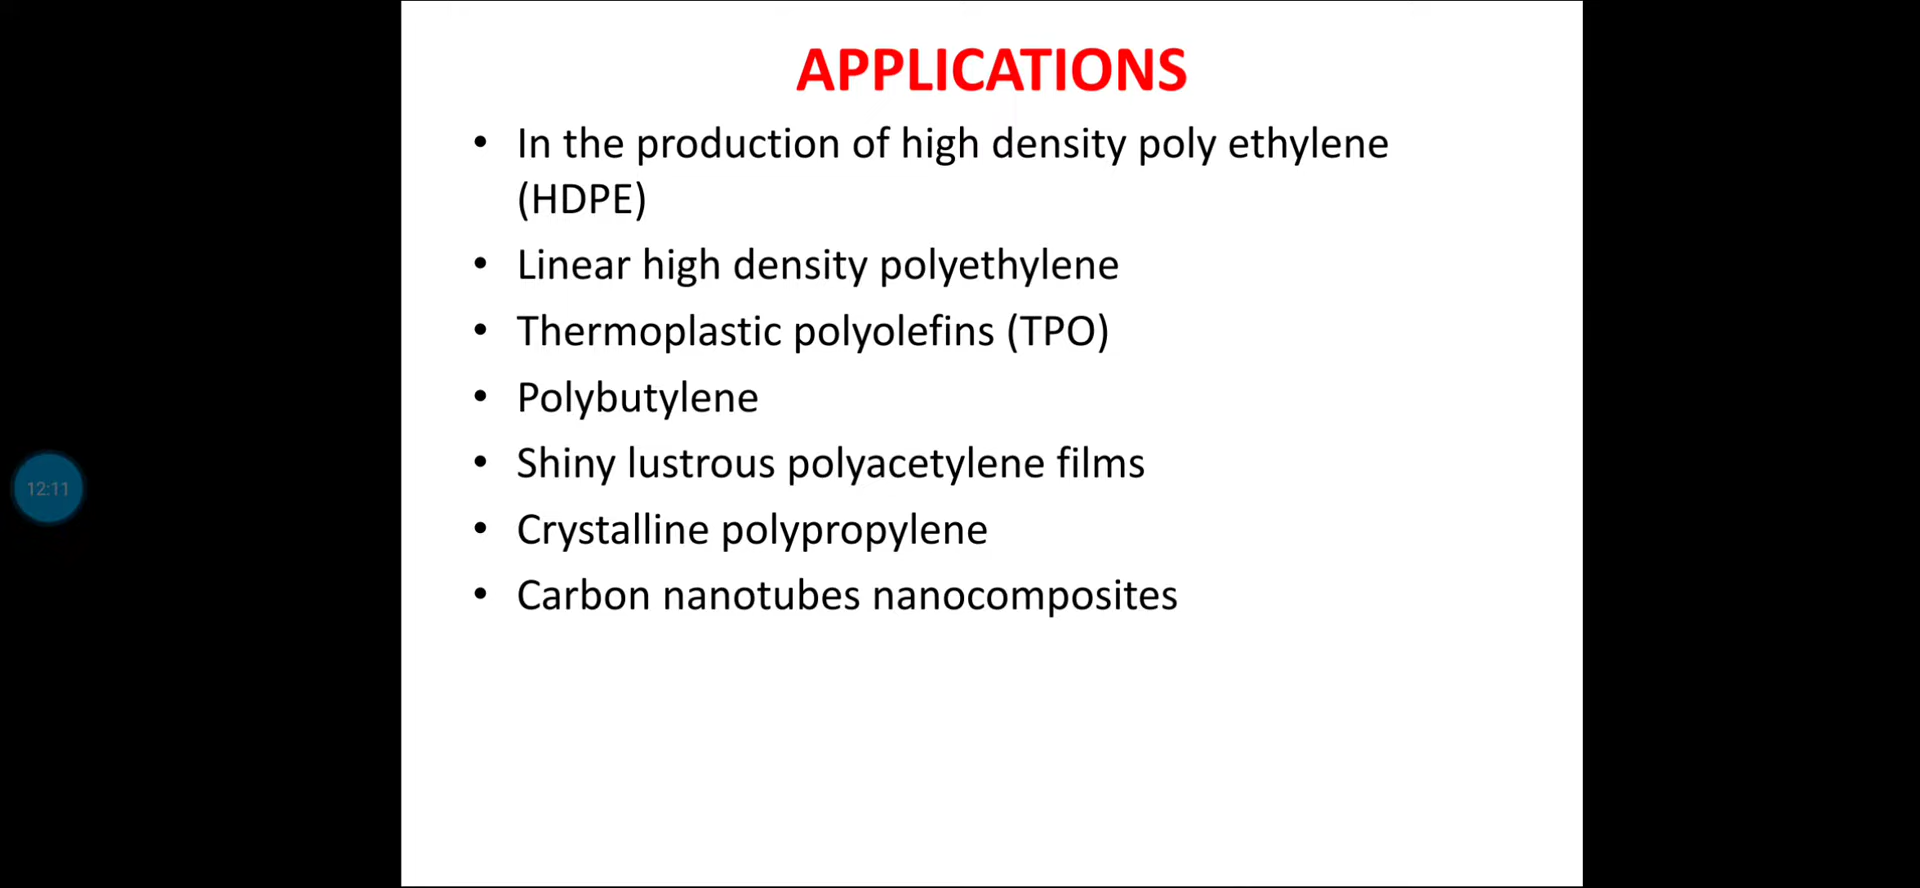 APPLICATIONS
• In the production of high density poly ethylene
(HDPE)
• Linear high density polyethylene
• Thermoplastic polyolefins (TPO)
• Polybutylene
• Shiny lustrous polyacetylene films
• Crystalline polypropylene
• Carbon nanotubes nanocomposites
12:11